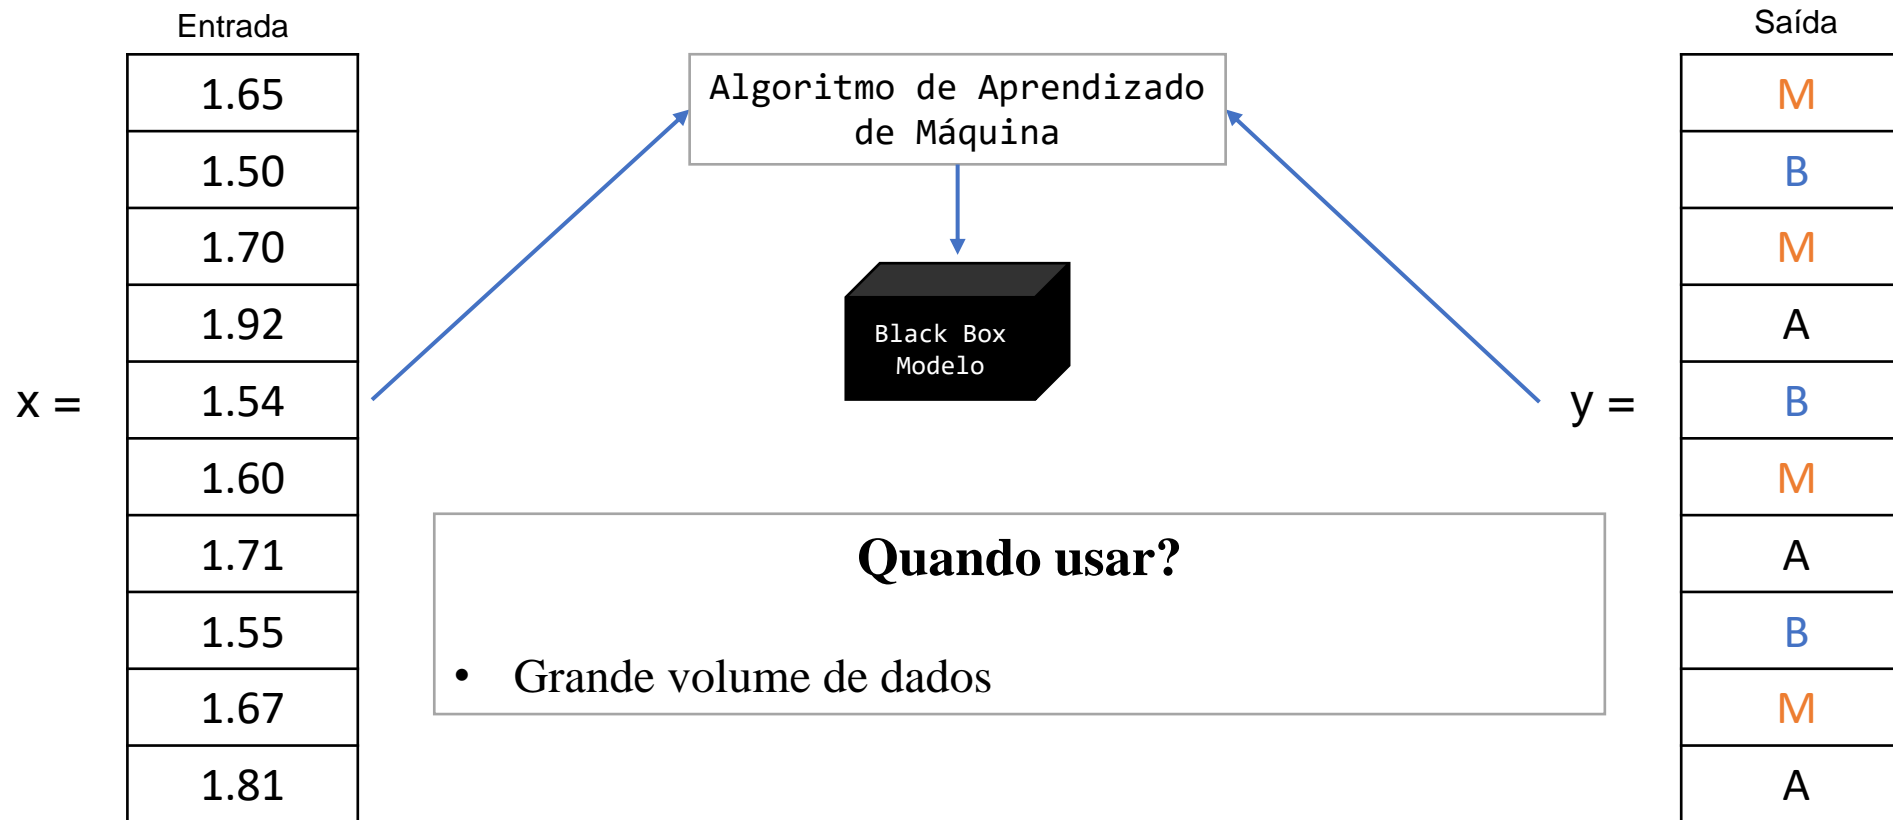 Entrada
x =
1.65
1.50
1.70
1.92
1.54
1.60
1.71
1.55
1.67
1.81
Algoritmo de Aprendizado
de Máquina
Black Box
Modelo
Quando usar?
• Grande volume de dados
Saída
y =
M
B
M
A
B
M
A
B
M
A